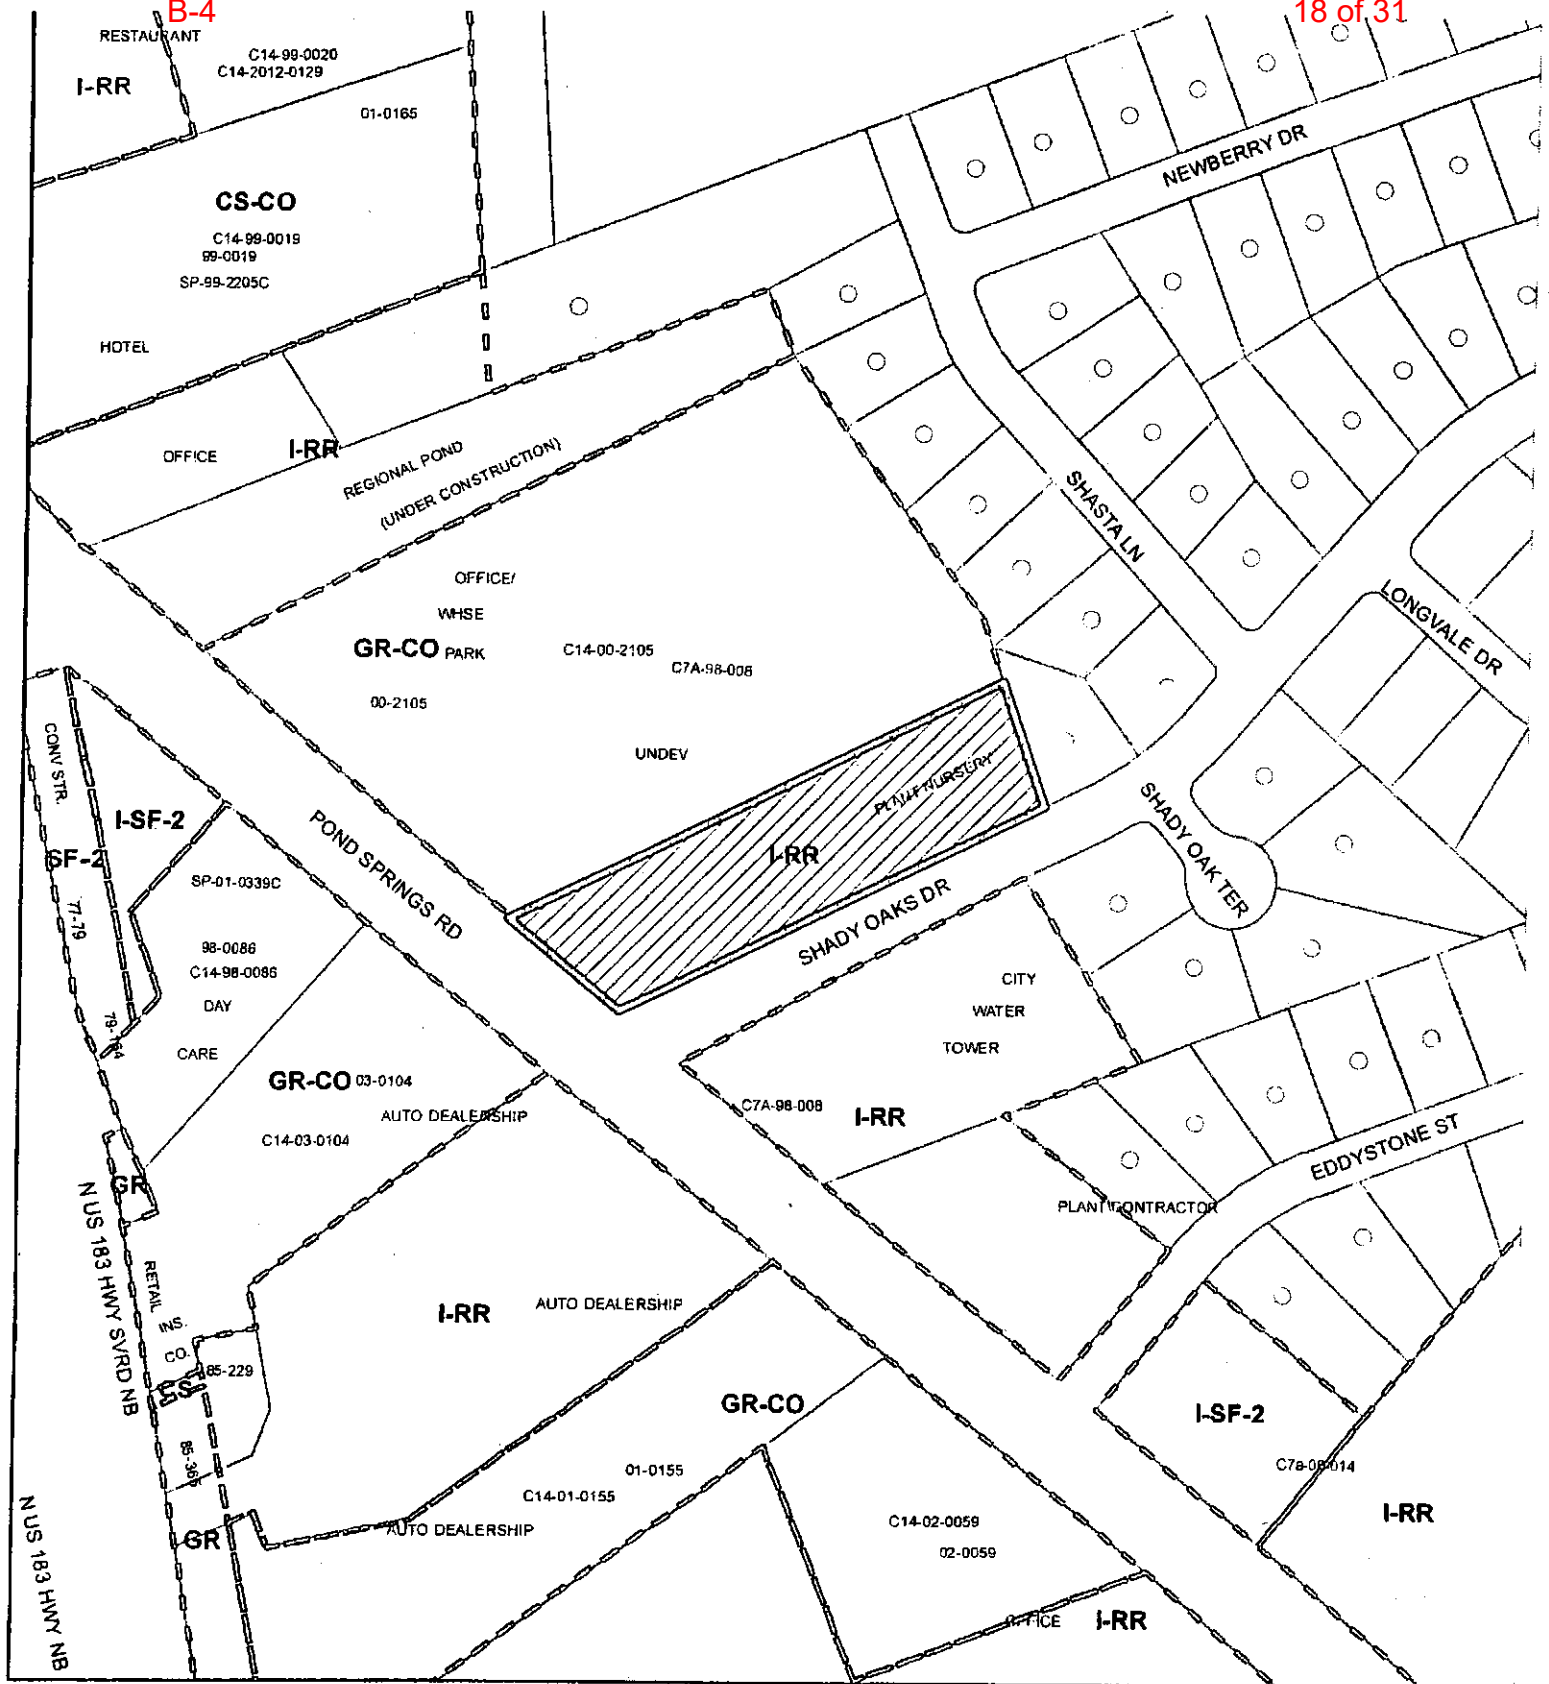 B-4
18 of 31
RESTAURANT
C14-99-0020
C14-2012-0129
I-RR
01-0165
NEWBERRY DR
CS-CO
C14-99-0019
99-0019
SP-99-2205C
HOTEL
OFFICE
I-RR
REGIONAL POND
(UNDER CONSTRUCTION)
SHASTA LN
OFFICE/
WHSE
GR-CO PARK
C14-00-2105
C7A-98-008
00-2105
LONGVALE DR
UNDEV
CONV STR.
I-SF-2
SF-2
77-79
POND SPRINGS RD
PLANT NURSERY
I-RR
SHADY OAK TER
SHADY OAKS DR
SP-01-0339C
98-0086
C14-98-0086
DAY
CARE
CITY
WATER
TOWER
GR-CO 03-0104
AUTO DEALERSHIP
C14-03-0104
C7A-98-008
I-RR
EDDYSTONE ST
GR
PLANT CONTRACTOR
N US 183 HWY SVRD NB
RETAIL
INS.
CO.
I-RR
AUTO DEALERSHIP
85-229
CS
GR-CO
I-SF-2
85-365
01-0155
C14-01-0155
AUTO DEALERSHIP
GR
C14-02-0059
02-0059
I-RR
N US 183 HWY NB
OFFICE
I-RR